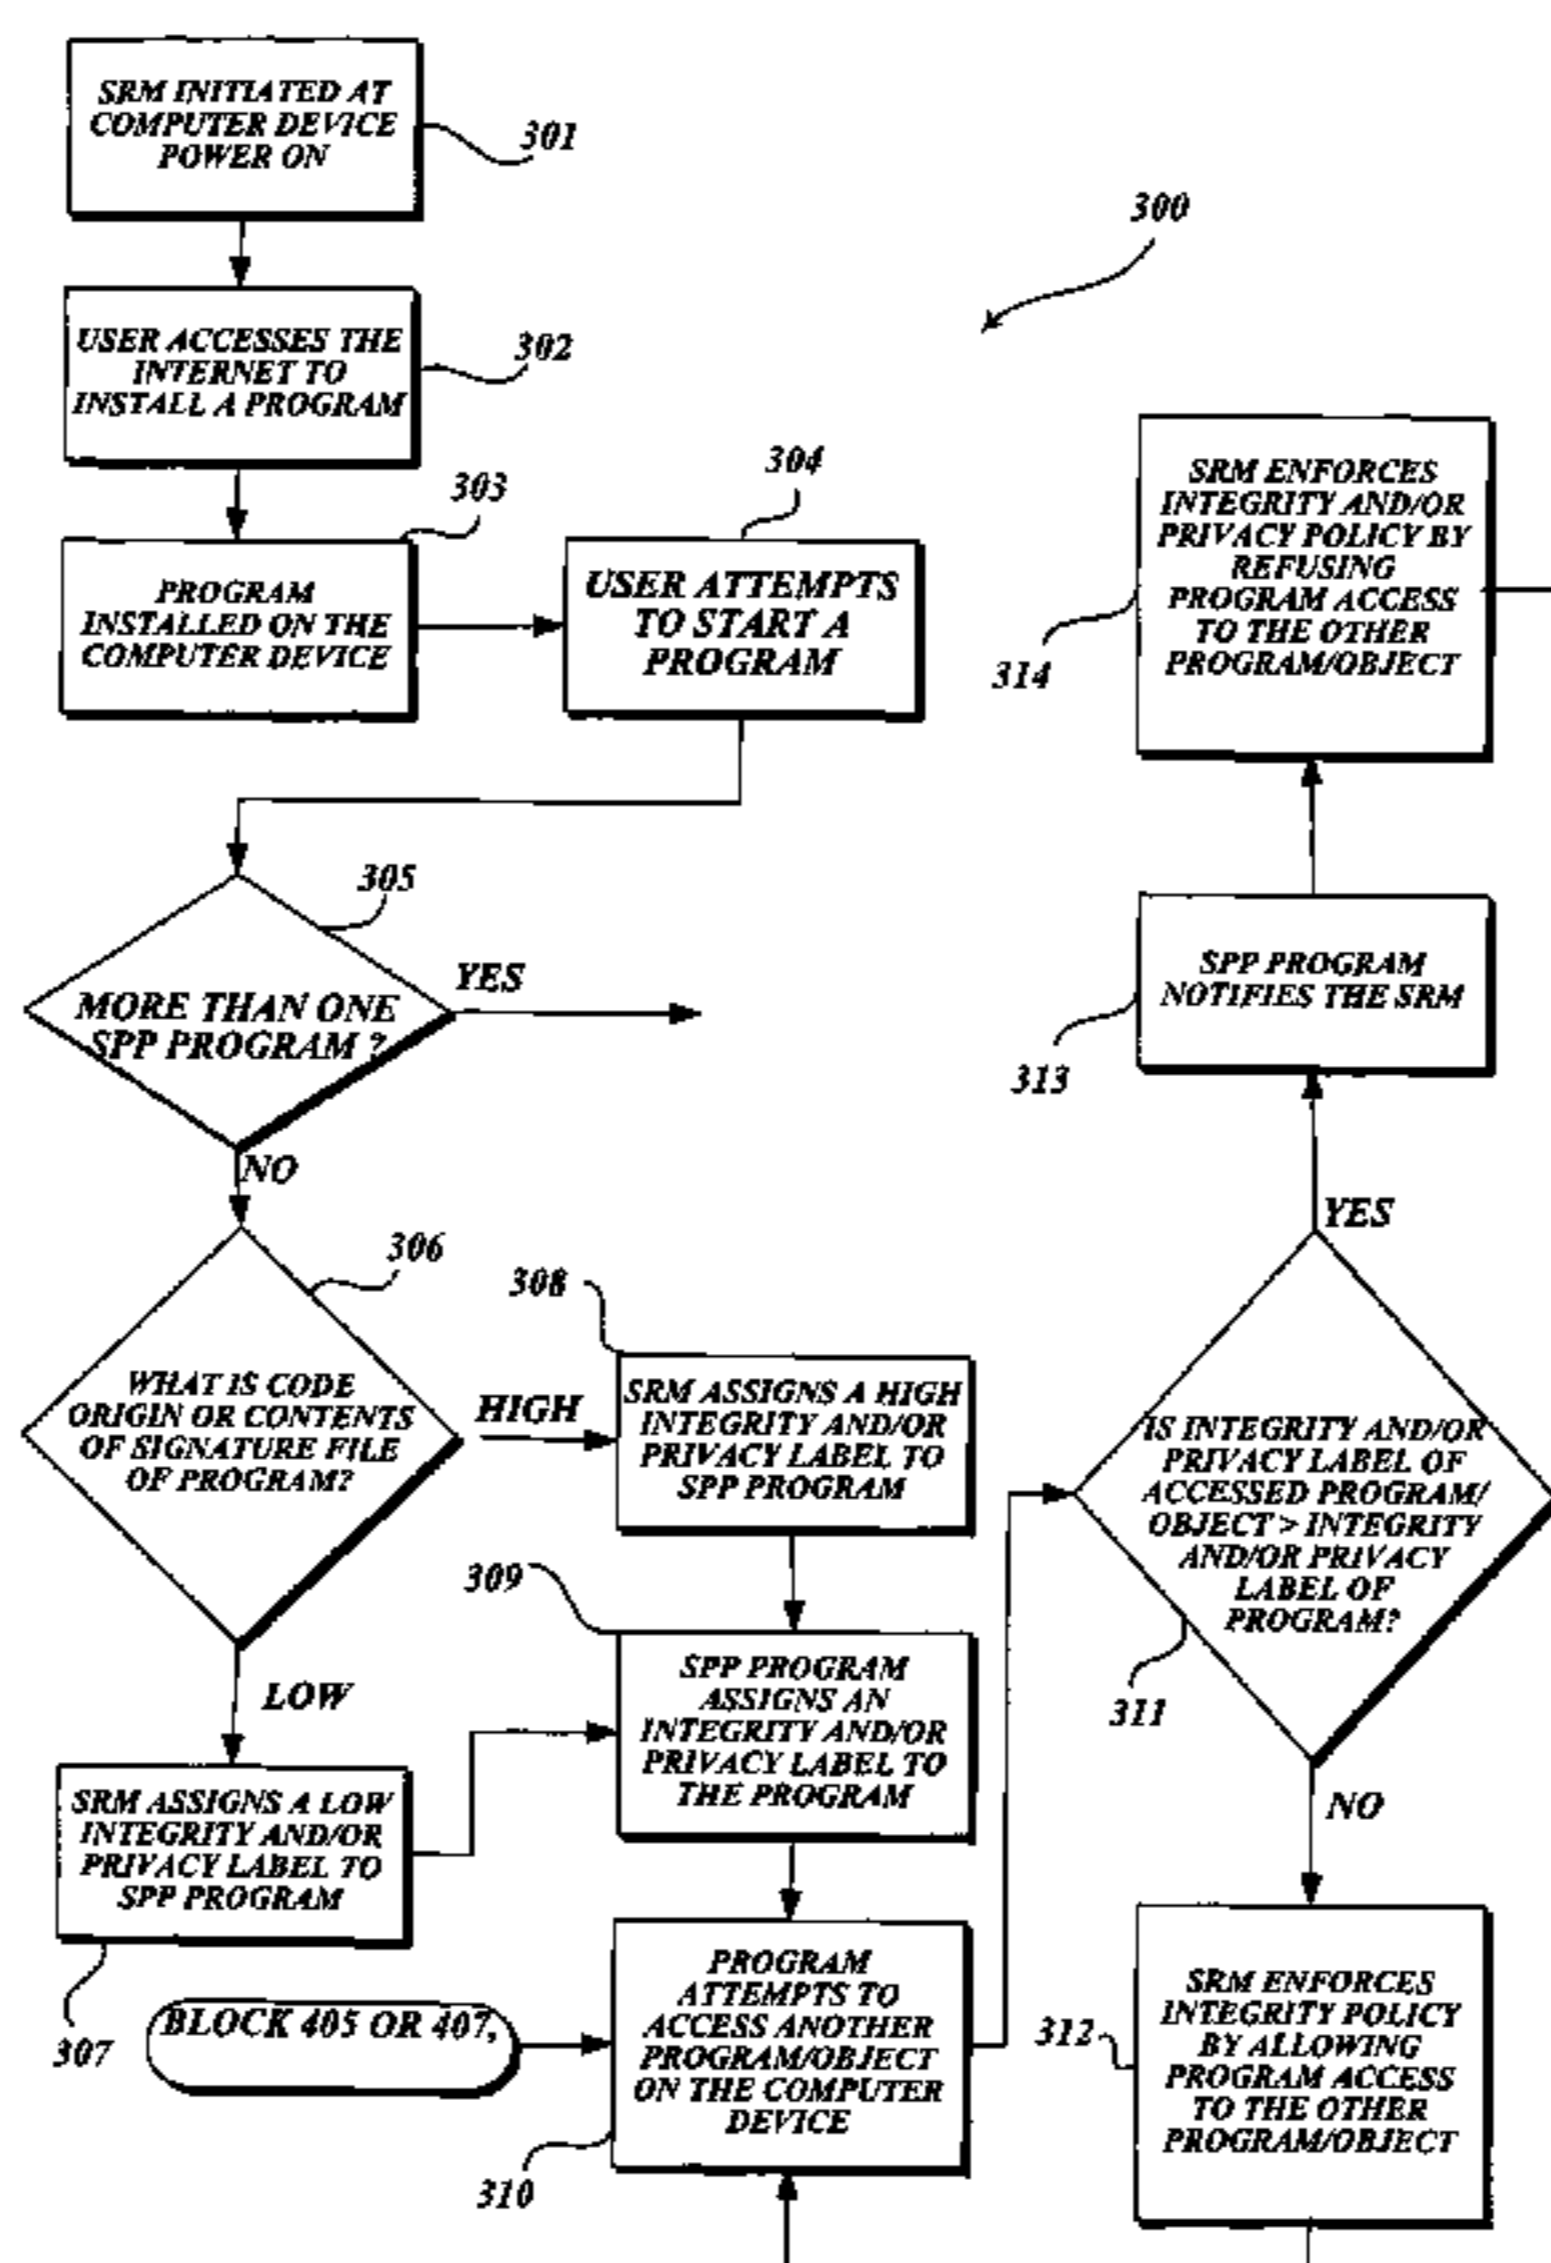 SRM INITIATED AT
COMPUTER DEVICE
POWER ON
301
USER ACCESSES THE
INTERNET TO
INSTALL A PROGRAM
302
303
PROGRAM
INSTALLED ON THE
COMPUTER DEVICE
304
USER ATTEMPTS
TO START A
PROGRAM
305
MORE THAN ONE
SPP PROGRAM ?
YES
NO
306
WHAT IS CODE
ORIGIN OR CONTENTS
OF SIGNATURE FILE
OF PROGRAM?
HIGH
LOW
SRM ASSIGNS A LOW
INTEGRITY AND/OR
PRIVACY LABEL TO
SPP PROGRAM
307
308
SRM ASSIGNS A HIGH
INTEGRITY AND/OR
PRIVACY LABEL TO
SPP PROGRAM
309
SPP PROGRAM
ASSIGNS AN
INTEGRITY AND/OR
PRIVACY LABEL TO
THE PROGRAM
BLOCK 405 OR 407,
PROGRAM
ATTEMPTS TO
ACCESS ANOTHER
PROGRAM/OBJECT
ON THE COMPUTER
DEVICE
310
300
SRM ENFORCES
INTEGRITY AND/OR
PRIVACY POLICY BY
REFUSING
PROGRAM ACCESS
TO THE OTHER
PROGRAM/OBJECT
314
SPP PROGRAM
NOTIFIES THE SRM
313
YES
IS INTEGRITY AND/OR
PRIVACY LABEL OF
ACCESSED PROGRAM/
OBJECT > INTEGRITY
AND/OR PRIVACY
LABEL OF
PROGRAM?
311
NO
312
SRM ENFORCES
INTEGRITY POLICY
BY ALLOWING
PROGRAM ACCESS
TO THE OTHER
PROGRAM/OBJECT